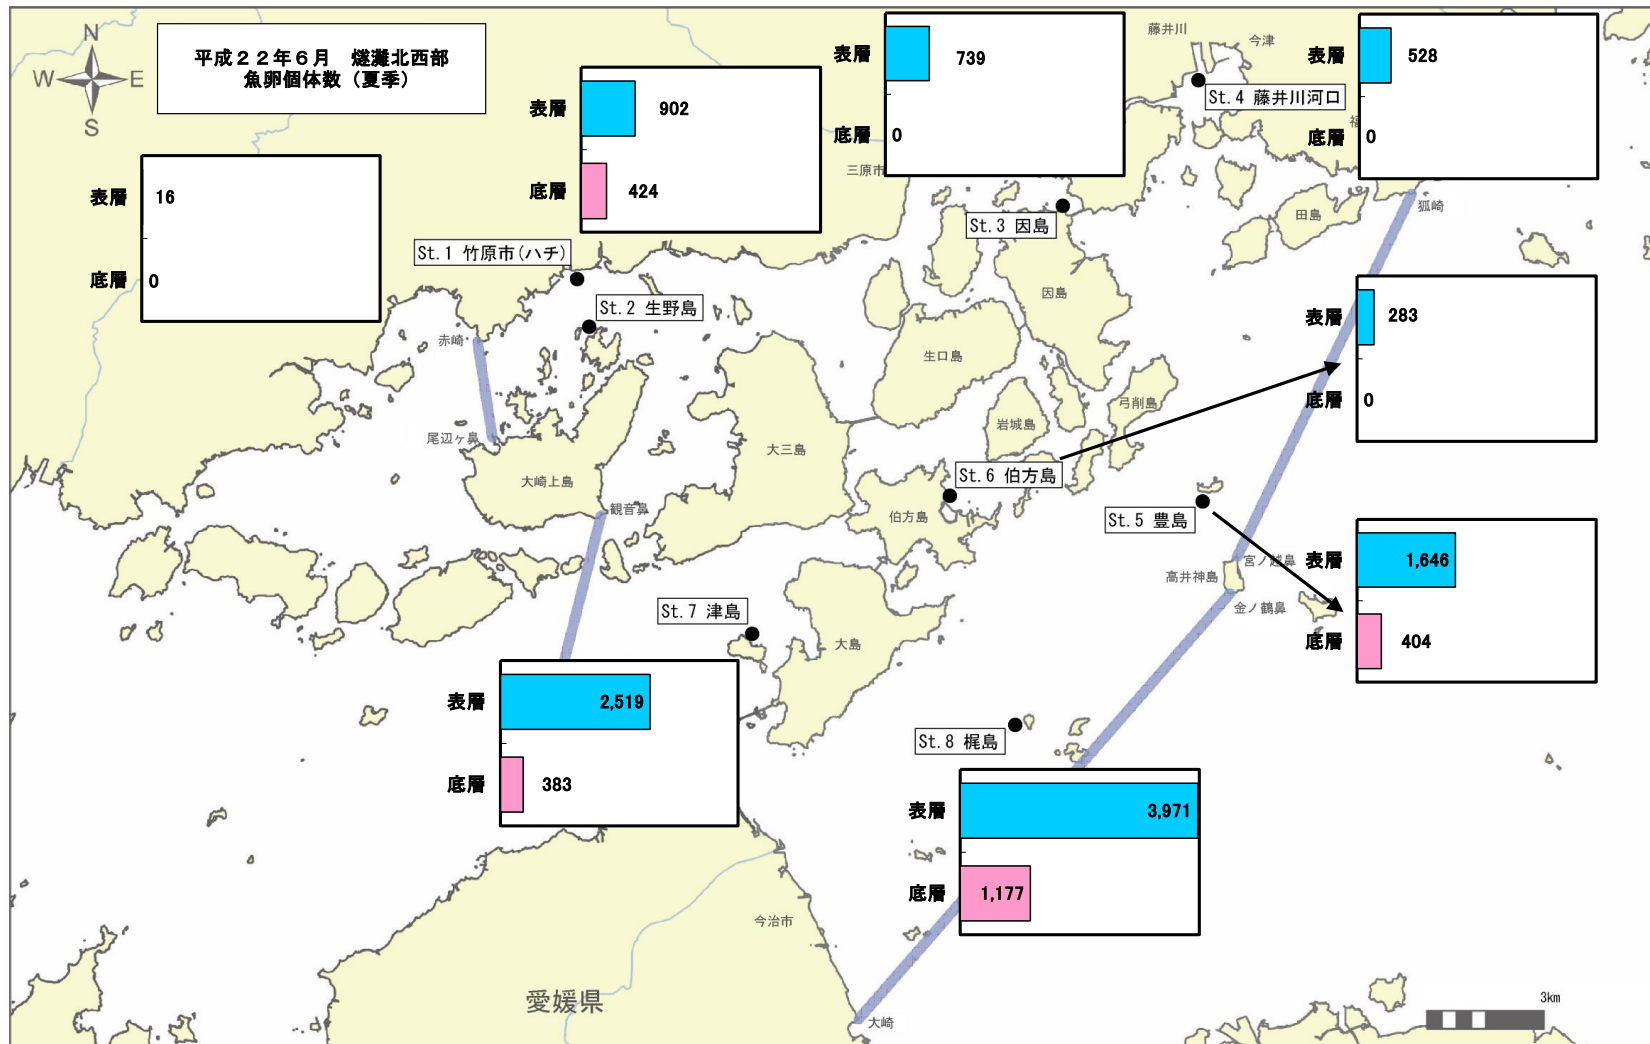 平成２２年６月　燧灘北西部
魚卵個体数（夏季）
N
W
E
S
表層
16
底層
0
表層
902
底層
424
表層
739
底層
0
表層
528
底層
0
藤井川
今津
St.4 藤井川河口
福
三原市
St.3 因島
田島
狐崎
St.1 竹原市(ハチ)
St.2 生野島
赤崎
因島
生口島
表層
283
底層
0
弓削島
岩城島
尾辺ヶ鼻
大三島
大崎上島
観音鼻
St.6 伯方島
伯方島
St.5 豊島
宮ノ越鼻
高井神島
金ノ鶴鼻
表層
1,646
底層
404
St.7 津島
大島
表層
2,519
底層
383
St.8 梶島
表層
3,971
底層
1,177
今治市
愛媛県
大崎
3km